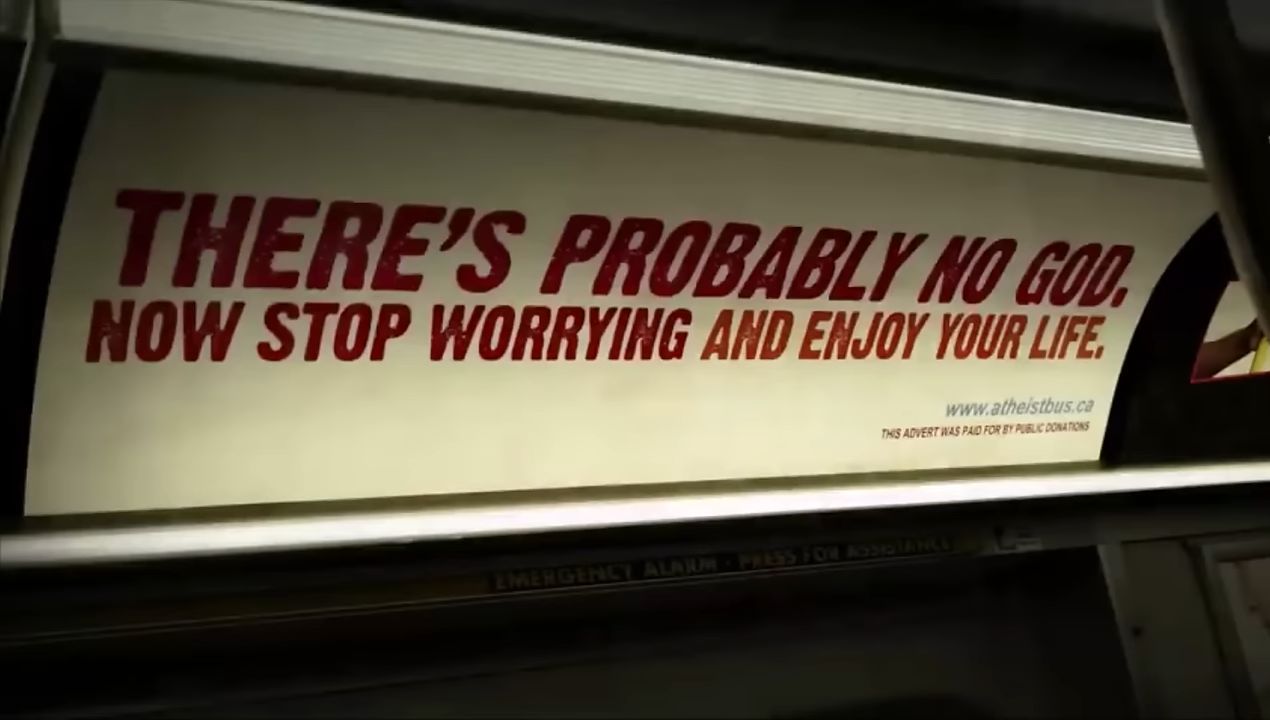 THERE'S PROBABLY NO GOD.
NOW STOP WORRYING AND ENJOY YOUR LIFE.
www.atheistbus.ca
THIS ADVERT WAS PAID FOR BY PUBLIC DONATIONS
EMERGENCY ALARM · PRESS FOR ASSISTANCE